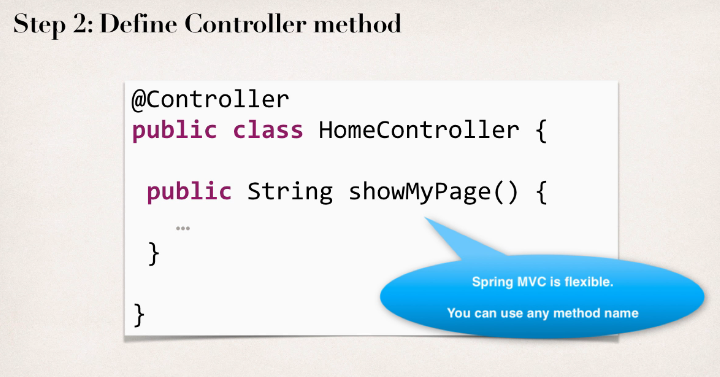 Step 2: Define Controller method
@Controller
public class HomeController {
public String showMyPage() {
…
}
Spring MVC is flexible.
You can use any method name
}